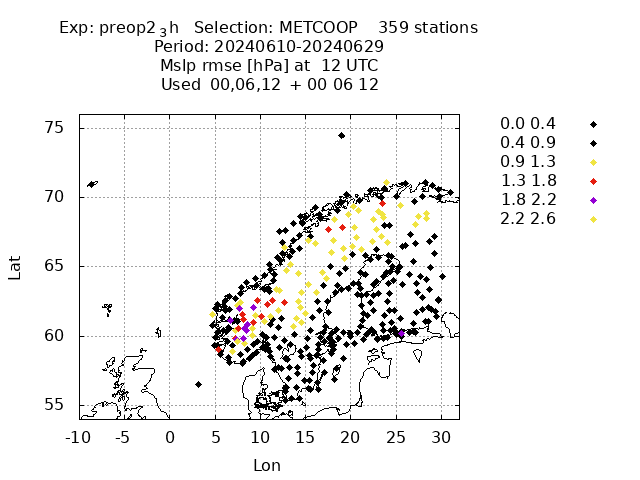 Exp: preop2₃h Selection: METCOOP 359 stations
Period: 20240610-20240629
Mslp rmse [hPa] at 12 UTC
Used 00,06,12 + 00 06 12
0.0 0.4
0.4 0.9
0.9 1.3
1.3 1.8
1.8 2.2
2.2 2.6
75
70
65
60
55
Lat
-10 -5 0 5 10 15 20 25 30
Lon